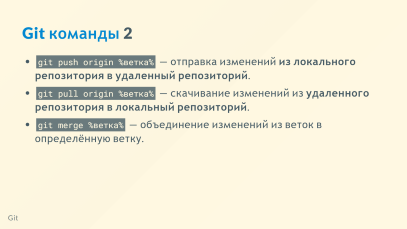 Git команды 2
• git push origin %ветка% — отправка изменений из локального
репозитория в удаленный репозиторий.
• git pull origin %ветка% — скачивание изменений из удаленного
репозитория в локальный репозиторий.
• git merge %ветка% — объединение изменений из веток в
определённую ветку.
Git